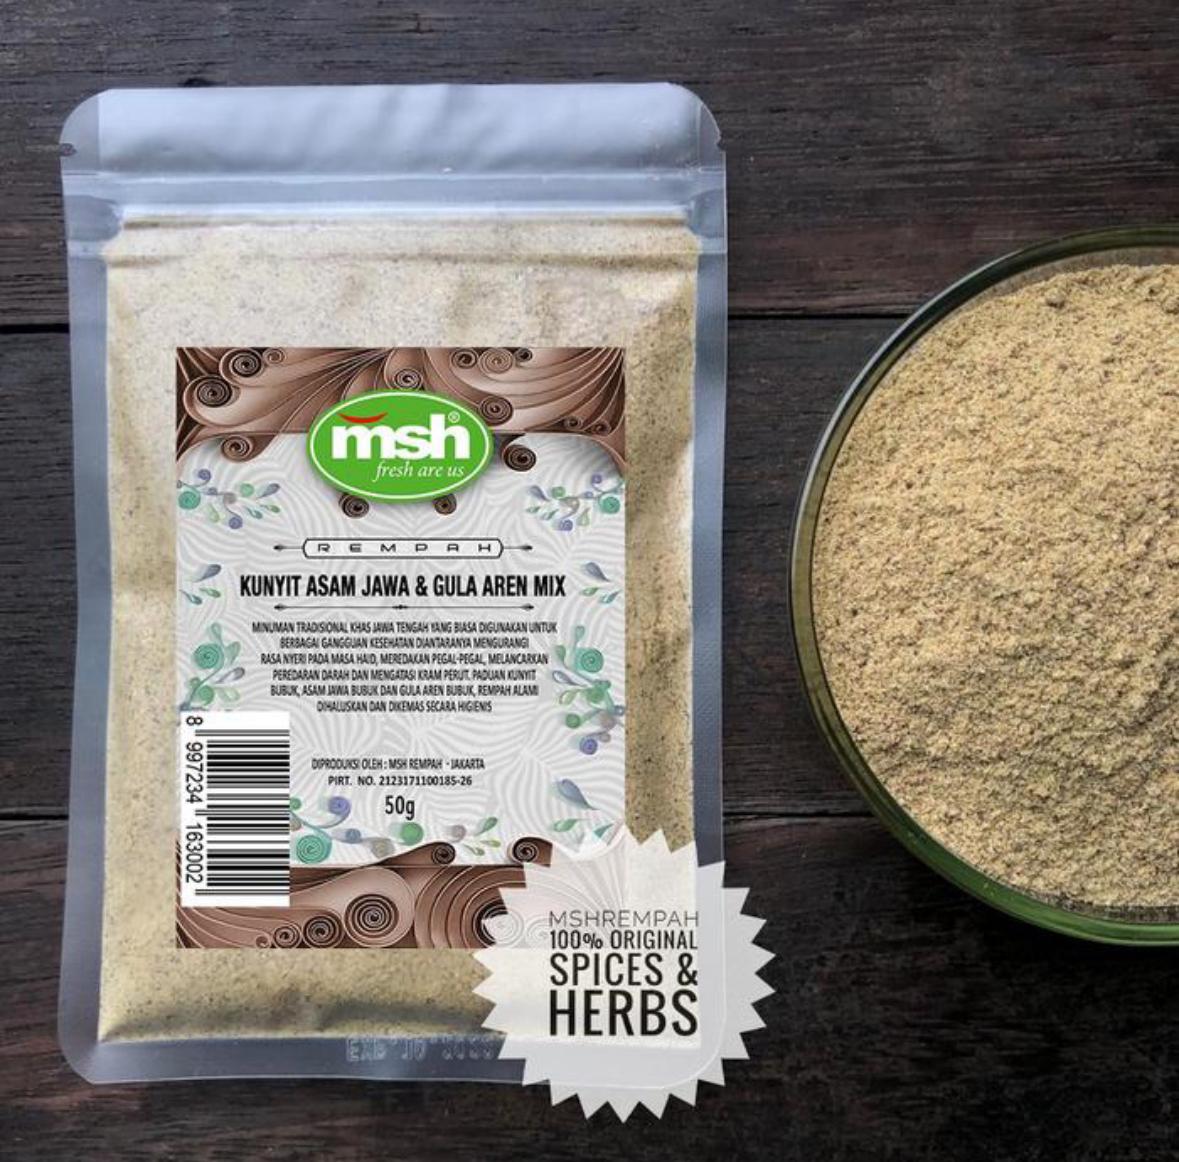 msh®
fresh are us
REMPAH
KUNYIT ASAM JAWA & GULA AREN MIX
MINUMAN TRADISIONAL KHAS JAWA TENGAH YANG BIASA DIGUNAKAN UNTUK
BERBAGAI GANGGUAN KESEHATAN DIANTARANYA MENGURANGI
RASA NYERI PADA MASA HAID, MEREDAKAN PEGAL-PEGAL, MELANCARKAN
PEREDARAN DARAH DAN MENGATASI KRAM PERUT. PADUAN KUNYIT
BUBUK, ASAM JAWA BUBUK DAN GULA AREN BUBUK, REMPAH ALAMI
DIHALUSKAN DAN DIKEMAS SECARA HIGIENIS
DIPRODUKSI OLEH : MSH REMPAH - JAKARTA
PIRT. NO. 2123171100185-26
50g
8 997234 163002
MSHREMPAH
100% ORIGINAL
SPICES &
HERBS